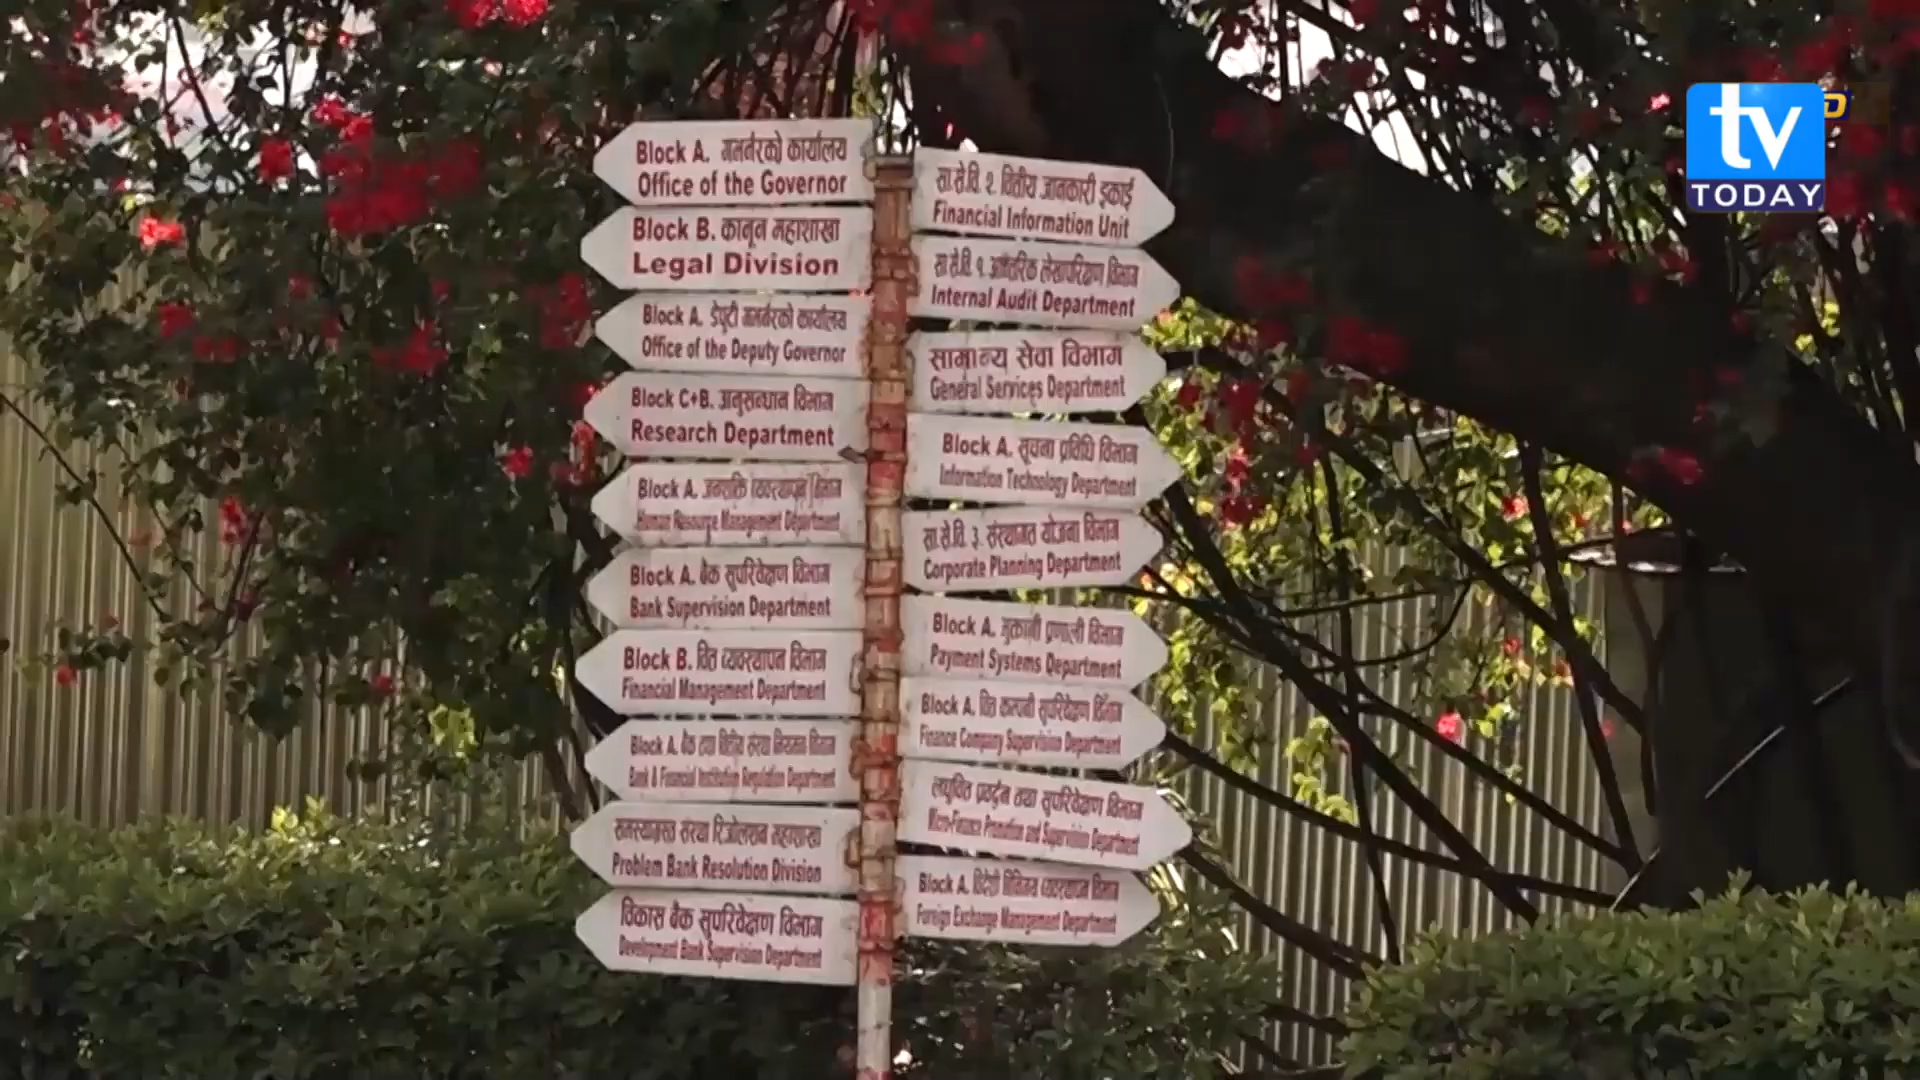 Block A. गभर्नरको कार्यालय
Office of the Governor
Block B. कानून महाशाखा
Legal Division
Block A. डेपुटी गभर्नरको कार्यालय
Office of the Deputy Governor
Block C+B. अनुसन्धान विभाग
Research Department
Block A. जनशक्ति व्यवस्थापन विभाग
Human Resource Management Department
Block A. बैंक सुपरिवेक्षण विभाग
Bank Supervision Department
Block B. वित्त व्यवस्थापन विभाग
Financial Management Department
Block A. बैंक तथा वित्तीय संस्था नियमन विभाग
Bank & Financial Institution Regulation Department
समस्याग्रस्त संस्था रिजोलुसन महाशाखा
Problem Bank Resolution Division
विकास बैंक सुपरिवेक्षण विभाग
Development Bank Supervision Department
सा.से.वि. २. वित्तीय जानकारी इकाई
Financial Information Unit
सा.से.वि. १. आन्तरिक लेखापरिक्षण विभाग
Internal Audit Department
सामान्य सेवा विभाग
General Services Department
Block A. सूचना प्रविधि विभाग
Information Technology Department
सा.से.वि. ३. संस्थागत योजना विभाग
Corporate Planning Department
Block A. भुक्तानी प्रणाली विभाग
Payment Systems Department
Block A. वित्त कम्पनी सुपरिवेक्षण विभाग
Finance Company Supervision Department
लघुवित्त प्रवर्द्धन तथा सुपरिवेक्षण विभाग
Micro-Finance Promotion and Supervision Department
Block A. विदेशी विनिमय व्यवस्थापन विभाग
Foreign Exchange Management Department
tv
TODAY